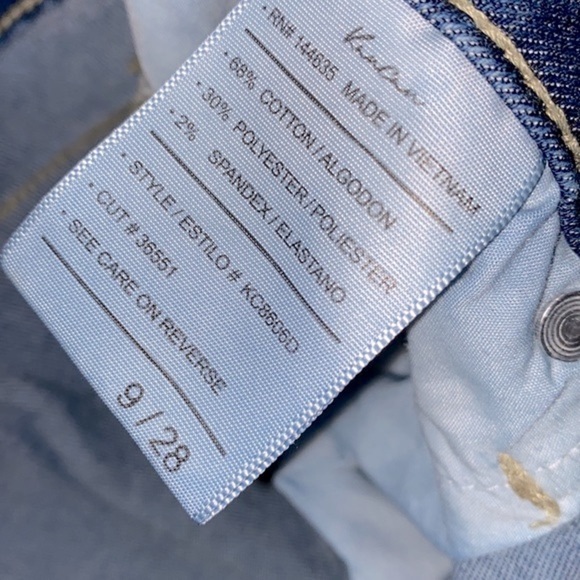 KanCan
· RN# 144635 MADE IN VIETNAM
· 68% COTTON / ALGODON
· 30% POLYESTER / POLIESTER
· 2% SPANDEX / ELASTANO
· STYLE / ESTILO # KC8606D
· CUT # 36551
· SEE CARE ON REVERSE
9 / 28